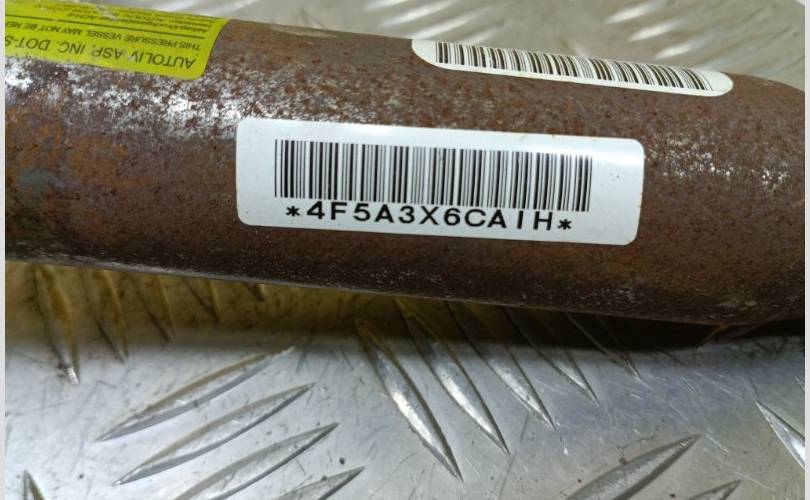 AUTOLIV ASP, INC. DOT-S
THIS PRESSURE VESSEL MAY NOT BE RE
*4F5A3X6CA1H*